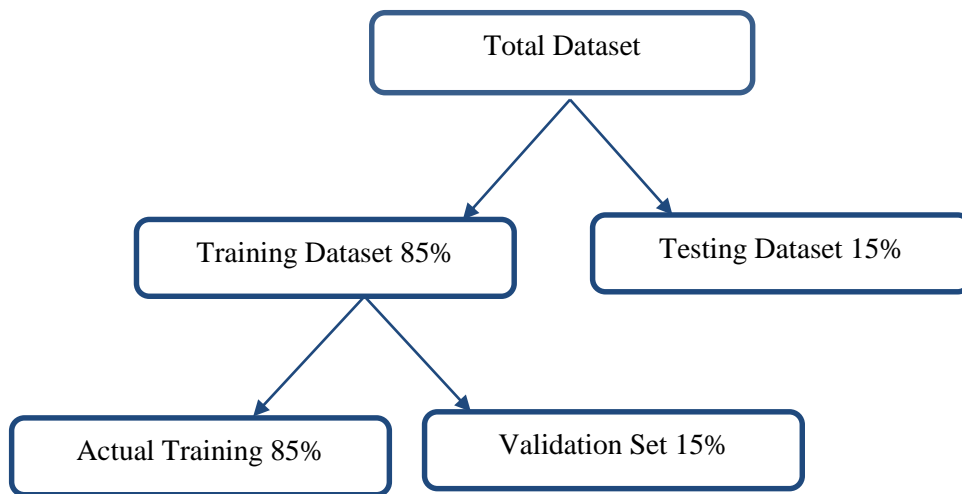 Total Dataset
Training Dataset 85%
Testing Dataset 15%
Actual Training 85%
Validation Set 15%